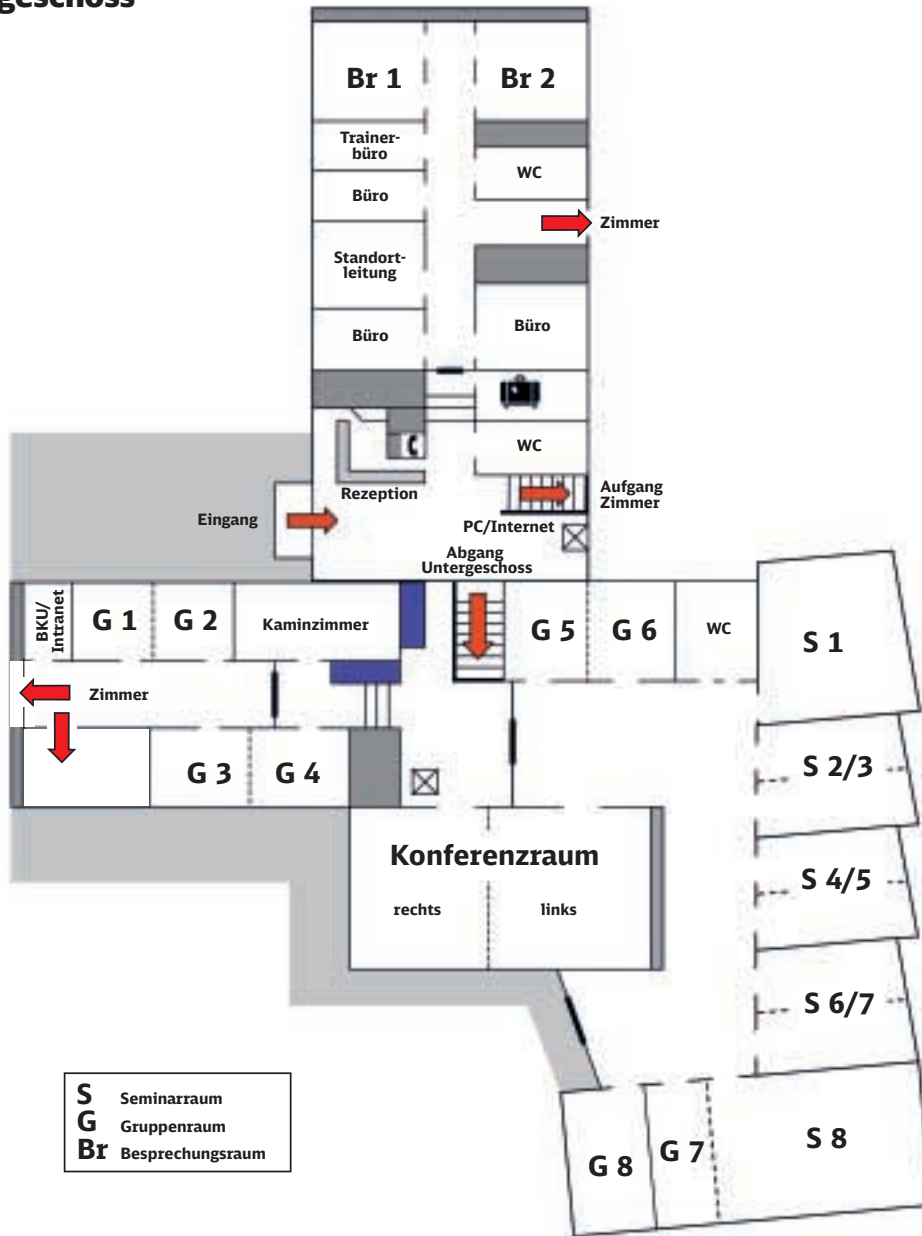 geschoss
Br 1
Br 2
Trainer-
büro
WC
Büro
Zimmer
Standort-
leitung
Büro
Büro
WC
Rezeption
Aufgang
Zimmer
Eingang
PC/Internet
Abgang
Untergeschoss
BKU/
Intranet
G 1
G 2
Kaminzimmer
G 5
G 6
WC
S 1
Zimmer
G 3
G 4
S 2/3
Konferenzraum
rechts
links
S 4/5
S 6/7
S Seminarraum
G Gruppenraum
Br Besprechungsraum
G 8
G 7
S 8